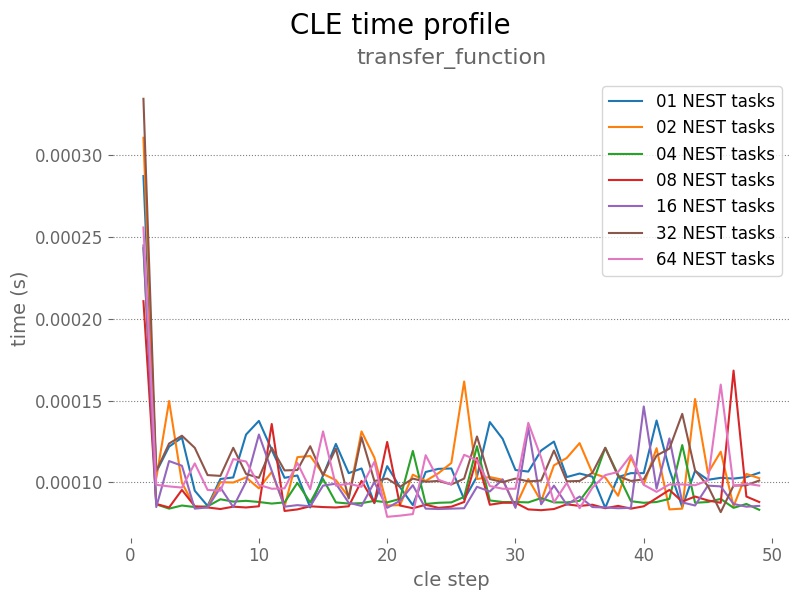 CLE time profile
transfer_function
01 NEST tasks
02 NEST tasks
04 NEST tasks
08 NEST tasks
16 NEST tasks
32 NEST tasks
64 NEST tasks
0.00030
0.00025
0.00020
0.00015
0.00010
time (s)
0 10 20 30 40 50
cle step